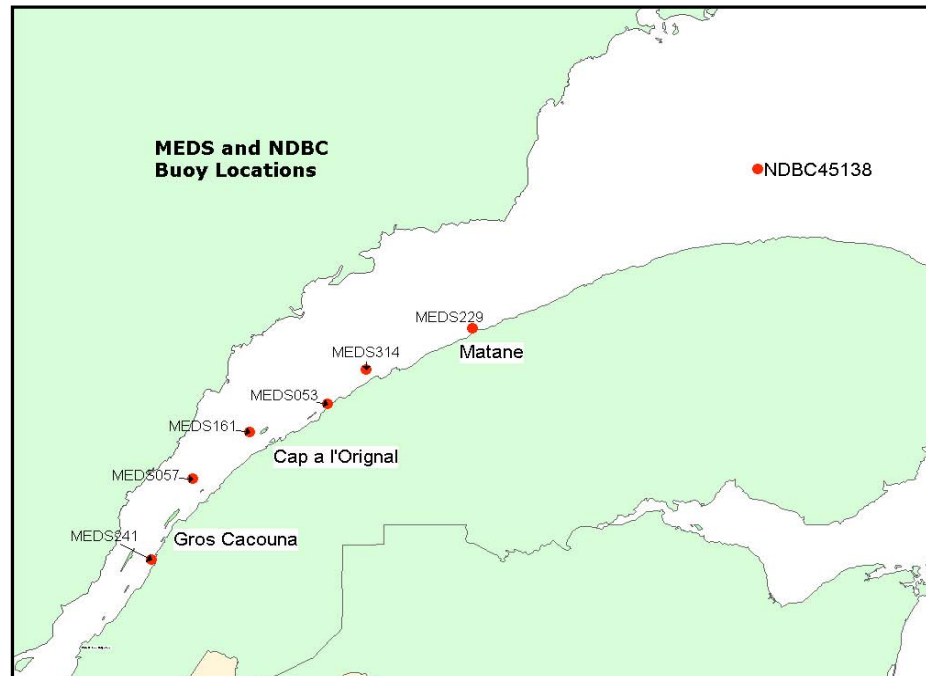 MEDS and NDBC
Buoy Locations
NDBC45138
MEDS229
Matane
MEDS314
MEDS053
MEDS161
Cap a l'Orignal
MEDS057
MEDS241
Gros Cacouna